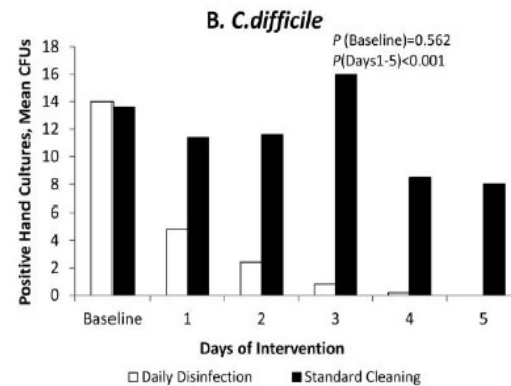 B. C.difficile
P (Baseline)=0.562
P(Days1-5)<0.001
Positive Hand Cultures, Mean CFUs
18
16
14
12
10
8
6
4
2
0
Baseline 1 2 3 4 5
Days of Intervention
Daily Disinfection Standard Cleaning